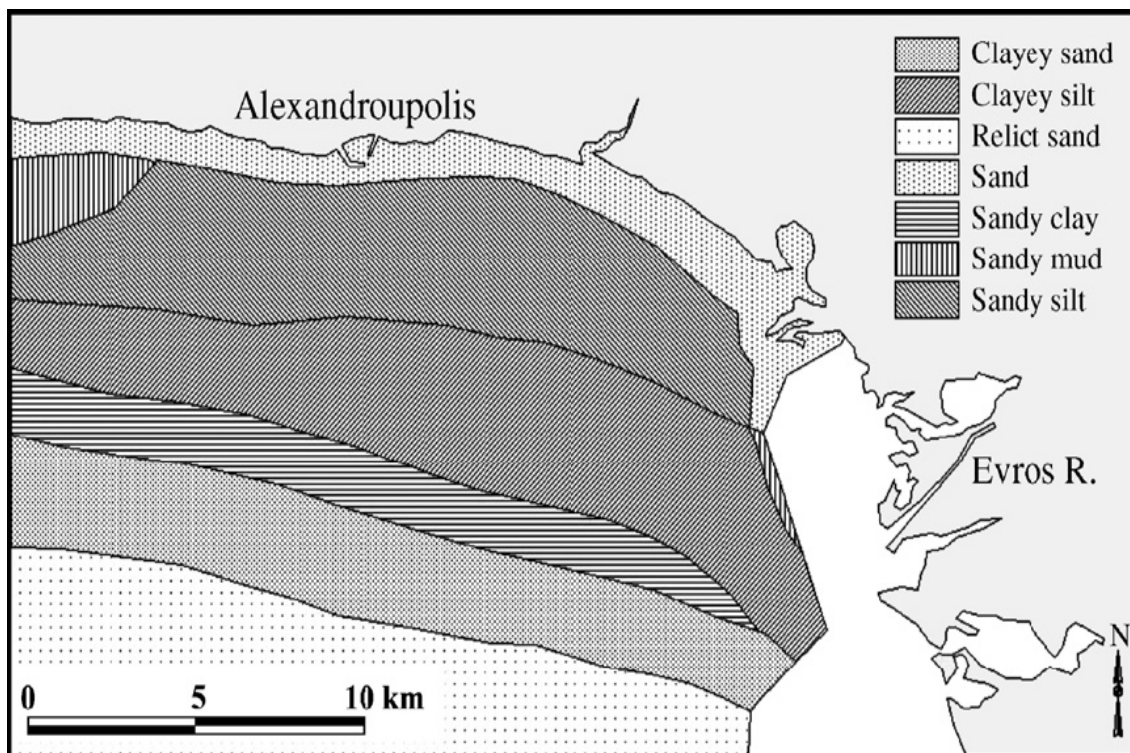 Alexandroupolis
Clayey sand
Clayey silt
Relict sand
Sand
Sandy clay
Sandy mud
Sandy silt
Evros R.
N
0 5 10 km